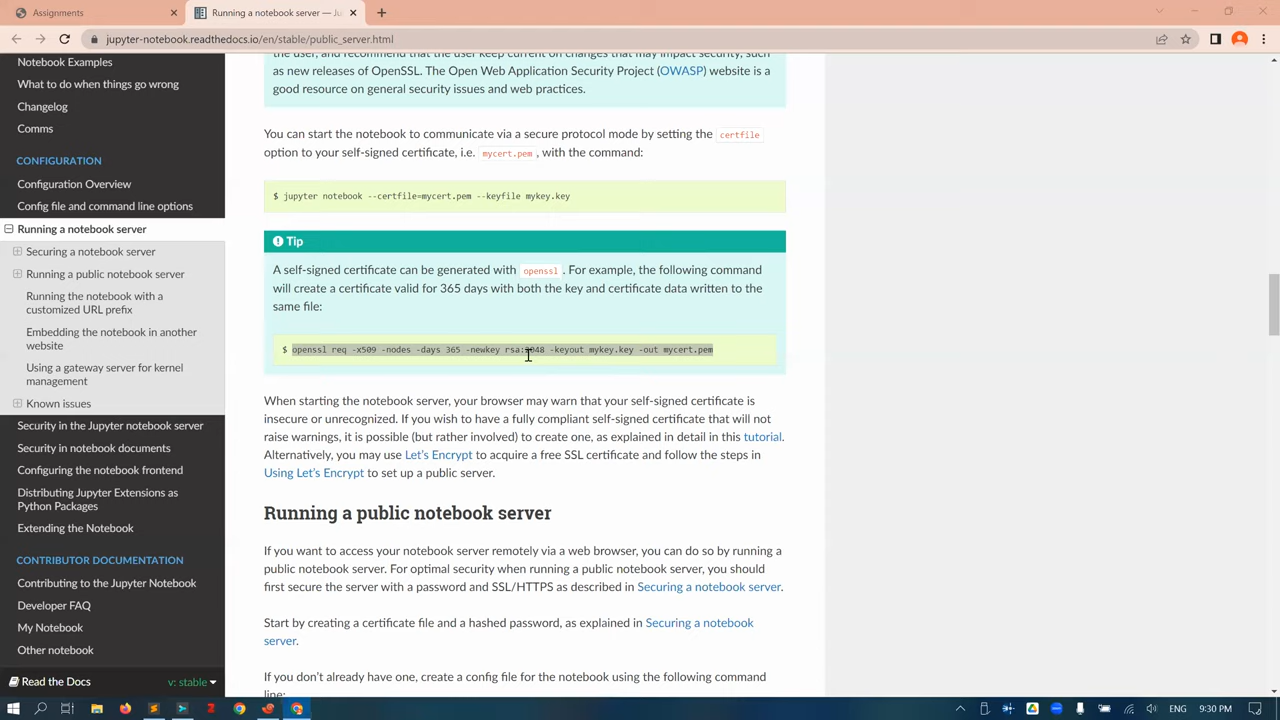 Assignments
Running a notebook server — Jup
jupyter-notebook.readthedocs.io/en/stable/public_server.html
Notebook Examples
What to do when things go wrong
Changelog
Comms
CONFIGURATION
Configuration Overview
Config file and command line options
Running a notebook server
Securing a notebook server
Running a public notebook server
Running the notebook with a
customized URL prefix
Embedding the notebook in another
website
Using a gateway server for kernel
management
Known issues
Security in the Jupyter notebook server
Security in notebook documents
Configuring the notebook frontend
Distributing Jupyter Extensions as
Python Packages
Extending the Notebook
CONTRIBUTOR DOCUMENTATION
Contributing to the Jupyter Notebook
Developer FAQ
My Notebook
Other notebook
Read the Docs
v: stable
the user, and recommend that the user keep current on changes that may impact security, such
as new releases of OpenSSL. The Open Web Application Security Project (OWASP) website is a
good resource on general security issues and web practices.
You can start the notebook to communicate via a secure protocol mode by setting the certfile
option to your self-signed certificate, i.e. mycert.pem , with the command:
$ jupyter notebook --certfile=mycert.pem --keyfile mykey.key
Tip
A self-signed certificate can be generated with openssl . For example, the following command
will create a certificate valid for 365 days with both the key and certificate data written to the
same file:
$ openssl req -x509 -nodes -days 365 -newkey rsa:2048 -keyout mykey.key -out mycert.pem
When starting the notebook server, your browser may warn that your self-signed certificate is
insecure or unrecognized. If you wish to have a fully compliant self-signed certificate that will not
raise warnings, it is possible (but rather involved) to create one, as explained in detail in this tutorial.
Alternatively, you may use Let's Encrypt to acquire a free SSL certificate and follow the steps in
Using Let's Encrypt to set up a public server.
Running a public notebook server
If you want to access your notebook server remotely via a web browser, you can do so by running a
public notebook server. For optimal security when running a public notebook server, you should
first secure the server with a password and SSL/HTTPS as described in Securing a notebook server.
Start by creating a certificate file and a hashed password, as explained in Securing a notebook
server.
If you don't already have one, create a config file for the notebook using the following command
line:
ENG
9:30 PM